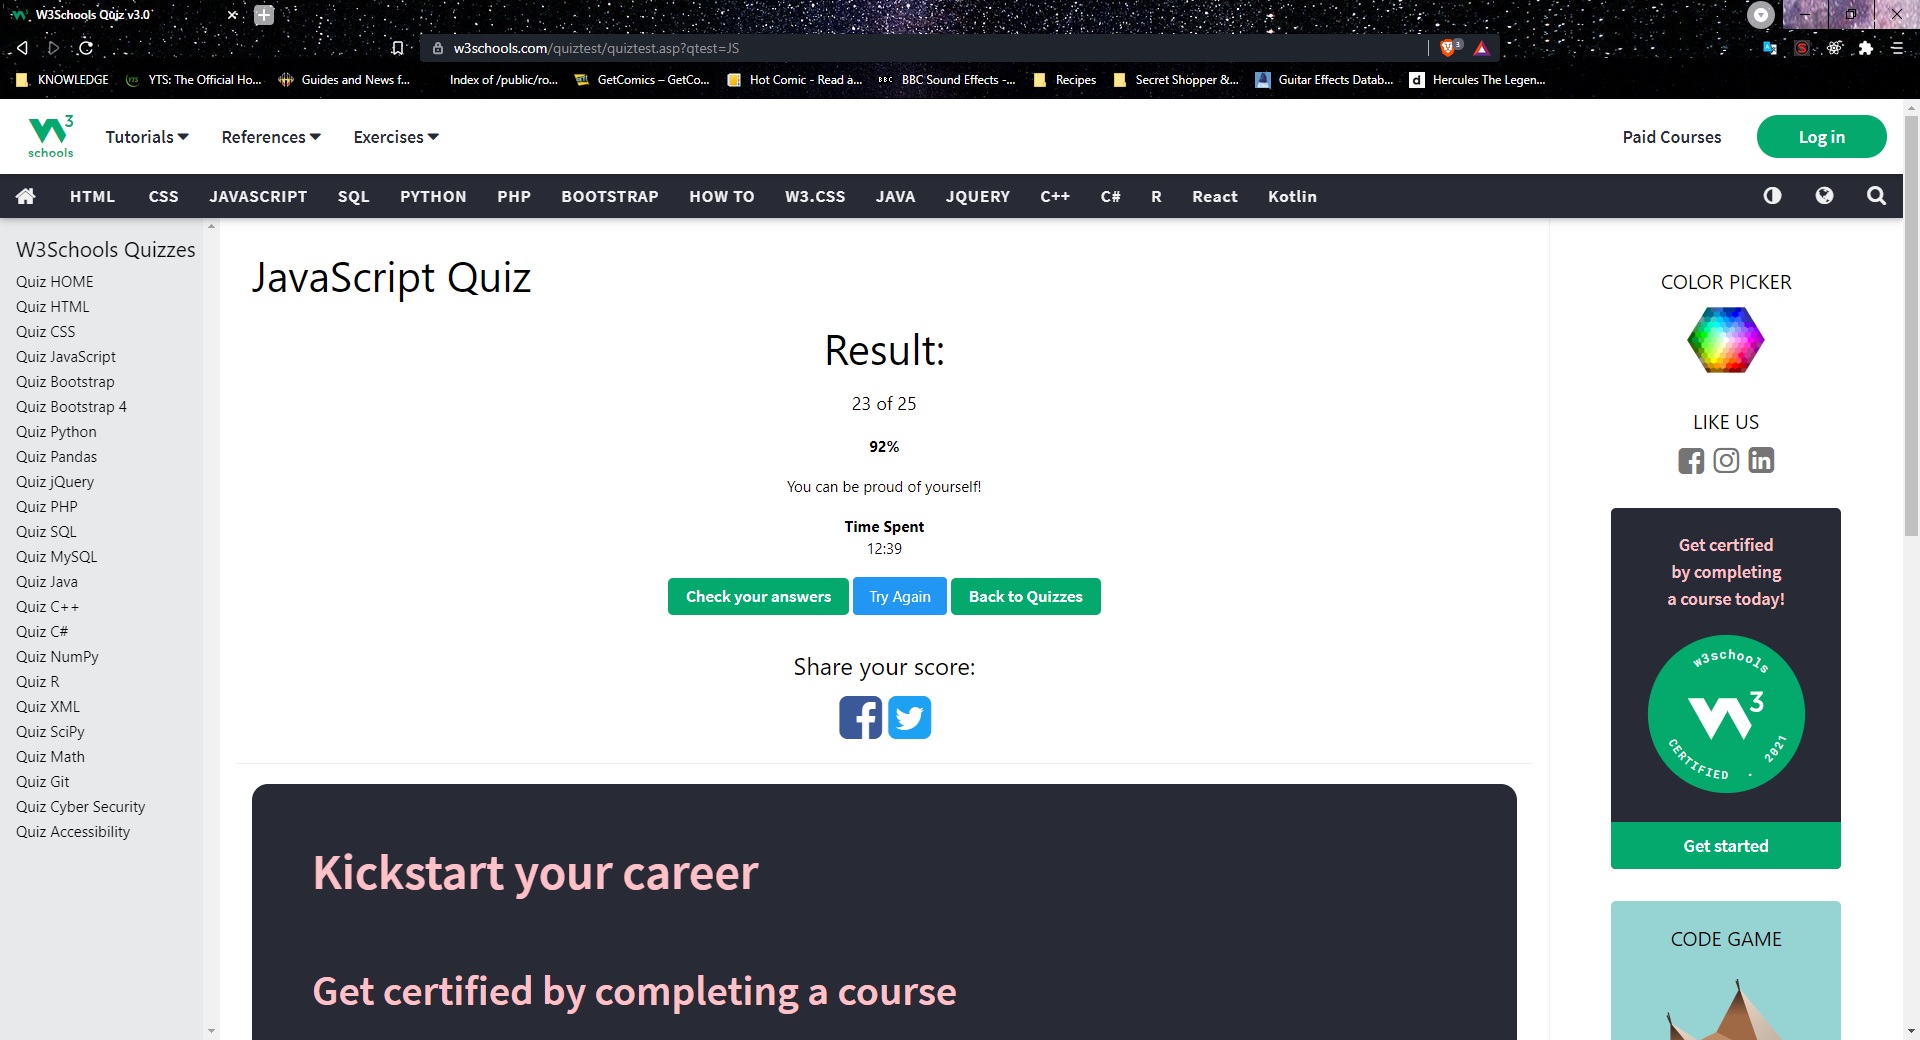 W3Schools Quiz v3.0
w3schools.com/quiztest/quiztest.asp?qtest=JS
3
KNOWLEDGE YTS: The Official Ho... Guides and News f... Index of /public/ro... GetComics – GetCo... Hot Comic - Read a... BBC BBC Sound Effects -... Recipes Secret Shopper &... Guitar Effects Datab... d Hercules The Legen...
W3 schools
Tutorials References Exercises
Paid Courses Log in
HTML CSS JAVASCRIPT SQL PYTHON PHP BOOTSTRAP HOW TO W3.CSS JAVA JQUERY C++ C# R React Kotlin
W3Schools Quizzes
Quiz HOME
Quiz HTML
Quiz CSS
Quiz JavaScript
Quiz Bootstrap
Quiz Bootstrap 4
Quiz Python
Quiz Pandas
Quiz jQuery
Quiz PHP
Quiz SQL
Quiz MySQL
Quiz Java
Quiz C++
Quiz C#
Quiz NumPy
Quiz R
Quiz XML
Quiz SciPy
Quiz Math
Quiz Git
Quiz Cyber Security
Quiz Accessibility
JavaScript Quiz
Result:
23 of 25
92%
You can be proud of yourself!
Time Spent
12:39
Check your answers Try Again Back to Quizzes
Share your score:
Kickstart your career
Get certified by completing a course
COLOR PICKER
LIKE US
Get certified
by completing
a course today!
w3schools
W3
CERTIFIED . 2021
Get started
CODE GAME